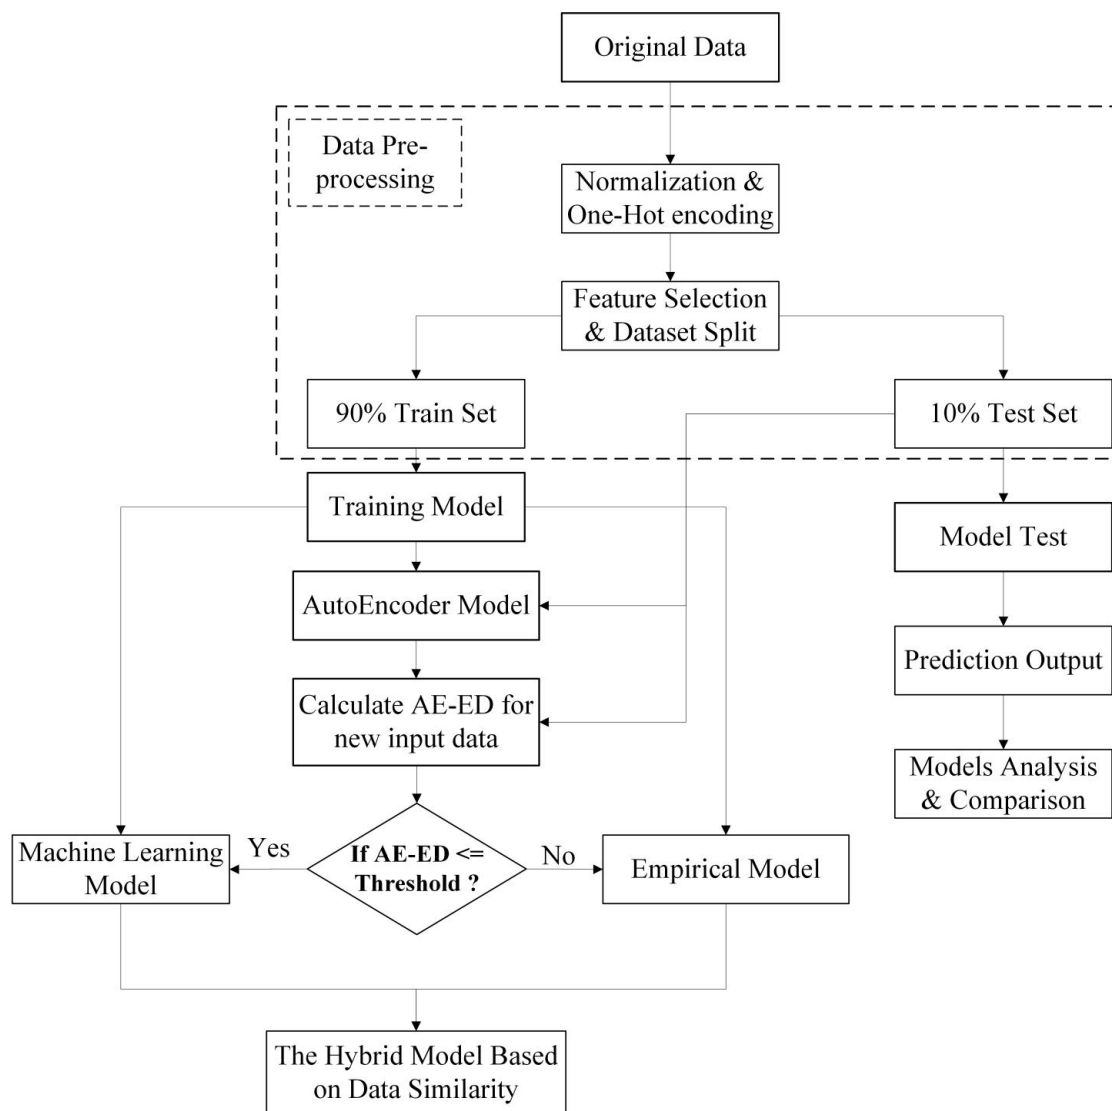 Original Data
Data Pre-
processing
Normalization &
One-Hot encoding
Feature Selection
& Dataset Split
90% Train Set
10% Test Set
Training Model
Model Test
AutoEncoder Model
Prediction Output
Calculate AE-ED for
new input data
Models Analysis
& Comparison
Machine Learning
Model
Yes
If AE-ED <=
Threshold ?
No
Empirical Model
The Hybrid Model Based
on Data Similarity